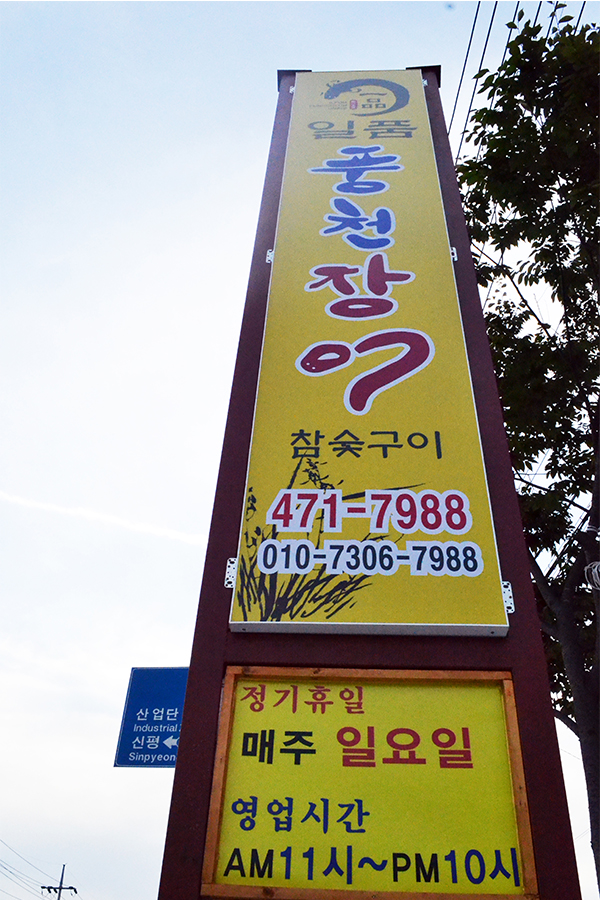 一品
일품
풍천
장어
참숯구이
471-7988
010-7306-7988
정기휴일
매주 일요일
영업시간
AM11시~PM10시
산업단
Industrial
신평
Sinpyeon